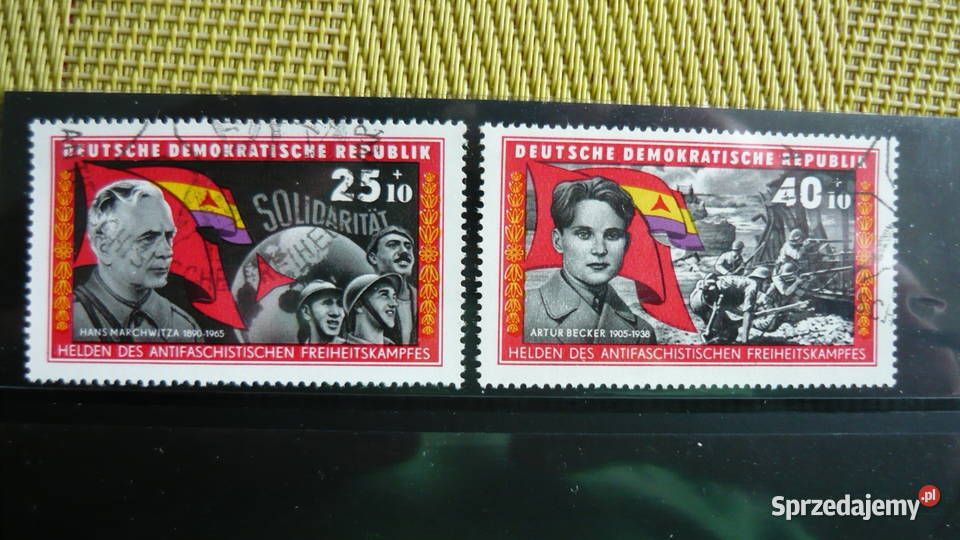 DEUTSCHE DEMOKRATISCHE REPUBLIK
25+10
SOLIDARITÄT
HANS MARCHWITZA 1890-1965
HELDEN DES ANTIFASCHISTISCHEN FREIHEITSKAMPFES
DEUTSCHE DEMOKRATISCHE REPUBLIK
40+10
ARTUR BECKER 1905-1938
HELDEN DES ANTIFASCHISTISCHEN FREIHEITSKAMPFES
Sprzedajemy.pl